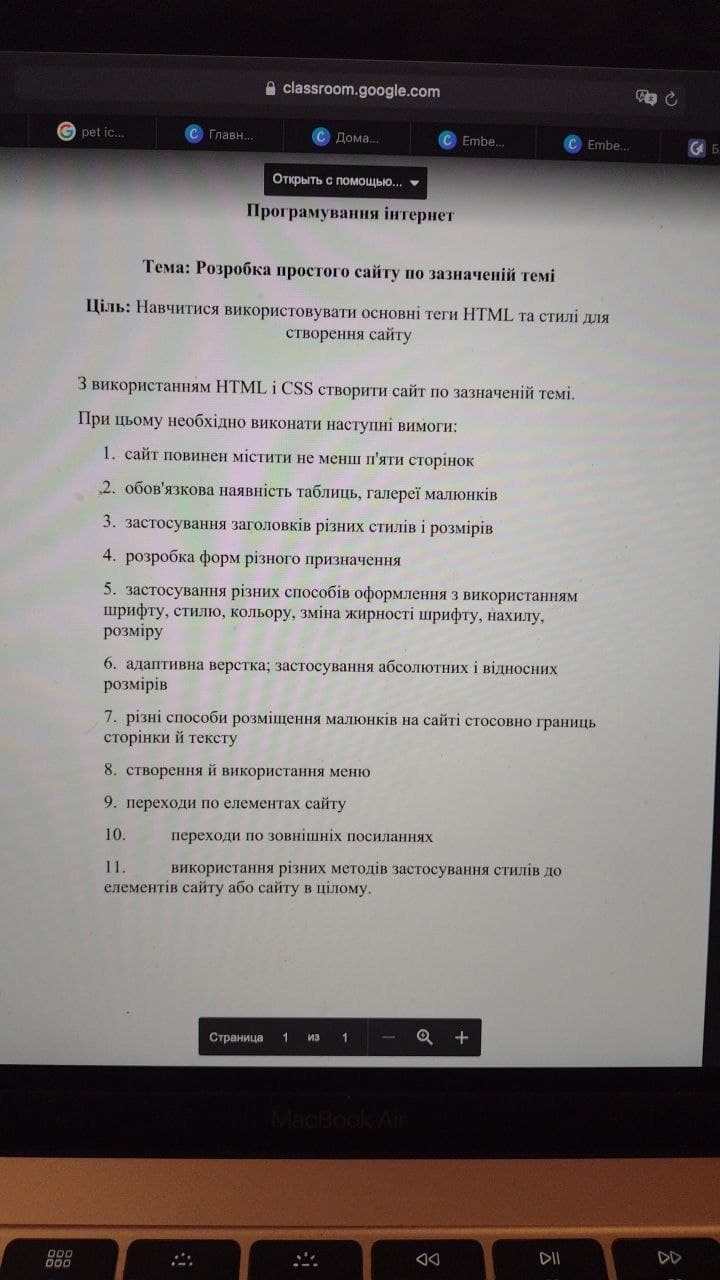 classroom.google.com
pet ic...
Главн...
Дома...
Embe...
Embe...
Б
Открыть с помощью...
Програмування інтернет
Тема: Розробка простого сайту по зазначеній темі
Ціль: Навчитися використовувати основні теги HTML та стилі для
створення сайту
З використанням HTML і CSS створити сайт по зазначеній темі.
При цьому необхідно виконати наступні вимоги:
1. сайт повинен містити не менш п'яти сторінок
2. обов'язкова наявність таблиць, галереї малюнків
3. застосування заголовків різних стилів і розмірів
4. розробка форм різного призначення
5. застосування різних способів оформлення з використанням
шрифту, стилю, кольору, зміна жирності шрифту, нахилу,
розміру
6. адаптивна верстка; застосування абсолютних і відносних
розмірів
7. різні способи розміщення малюнків на сайті стосовно границь
сторінки й тексту
8. створення й використання меню
9. переходи по елементах сайту
10. переходи по зовнішніх посиланнях
11. використання різних методів застосування стилів до
елементів сайту або сайту в цілому.
Страница 1 из 1
MacBook Air